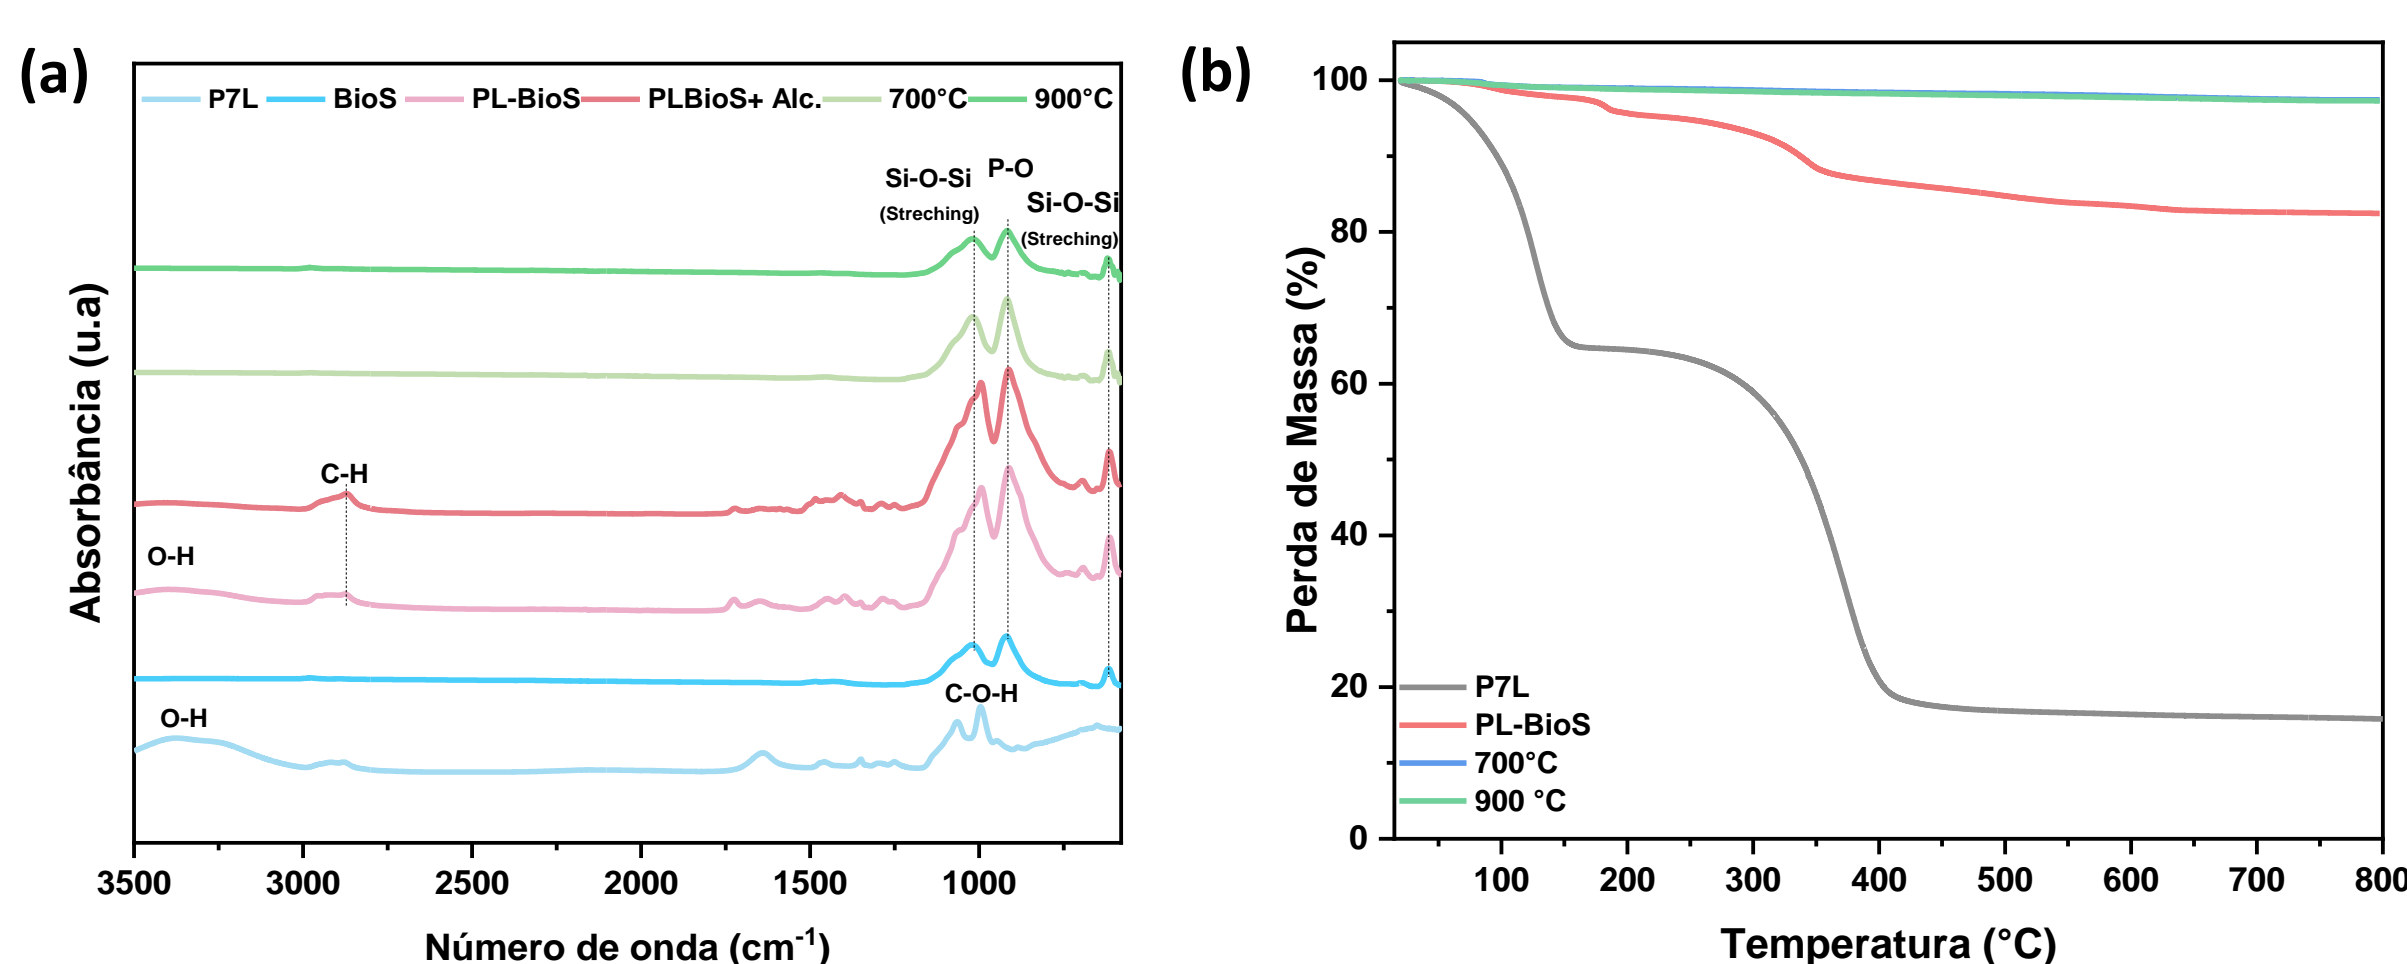 (a)
P7L BioS PL-BioS PLBioS+ Alc. 700°C 900°C
P-O
Si-O-Si
Si-O-Si
(Streching)
(Streching)
C-H
O-H
C-O-H
O-H
Absorbância (u.a)
3500 3000 2500 2000 1500 1000
Número de onda (cm-1)
(b)
100
80
60
40
20
0
Perda de Massa (%)
P7L
PL-BioS
700°C
900 °C
100 200 300 400 500 600 700 800
Temperatura (°C)